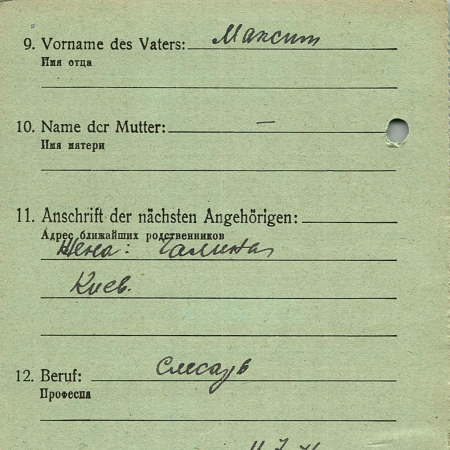 9. Vorname des Vaters: Максим
Имя отца
10. Name der Mutter: —
Имя матери
11. Anschrift der nächsten Angehörigen:
Адрес ближайших родственников
Жена: Галина
Киев.
12. Beruf: Слесарь
Професпа